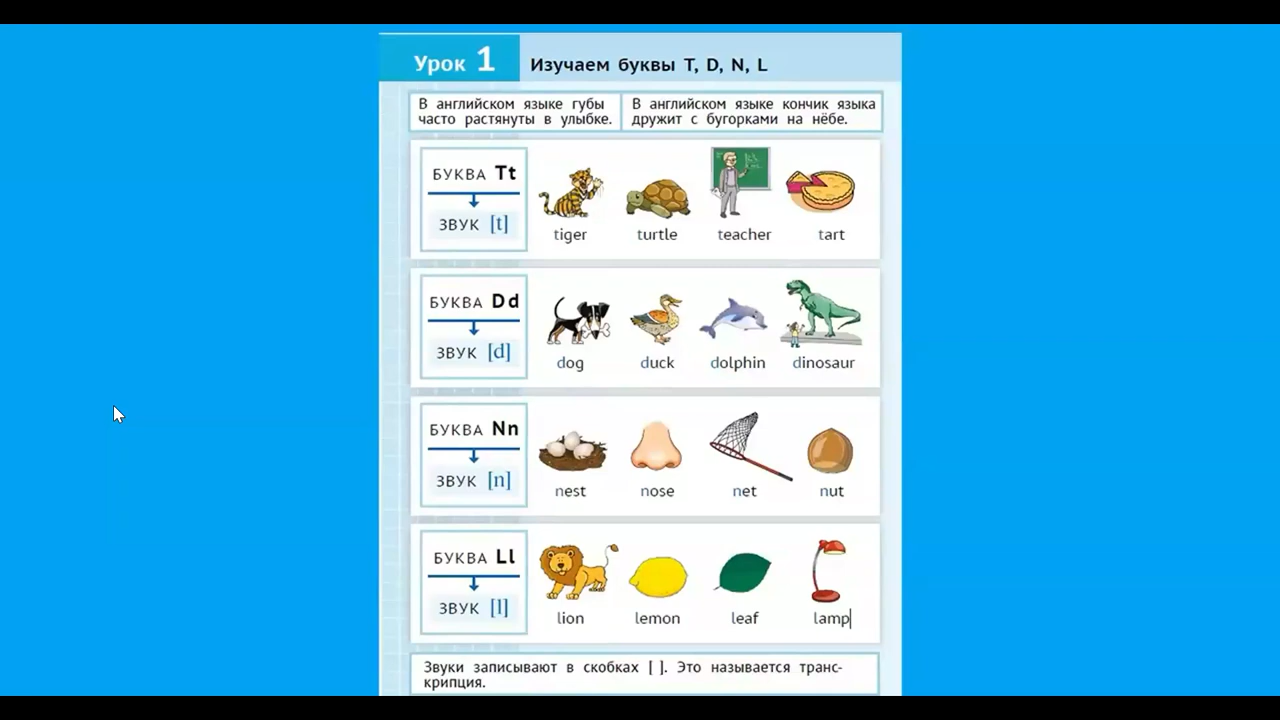 Урок 1 Изучаем буквы T, D, N, L
В английском языке губы
часто растянуты в улыбке.
В английском языке кончик языка
дружит с бугорками на нёбе.
БУКВА Tt
ЗВУК [t]
tiger turtle teacher tart
БУКВА Dd
ЗВУК [d]
dog duck dolphin dinosaur
БУКВА Nn
ЗВУК [n]
nest nose net nut
БУКВА Ll
ЗВУК [l]
lion lemon leaf lamp
Звуки записывают в скобках [ ]. Это называется транс-
крипция.